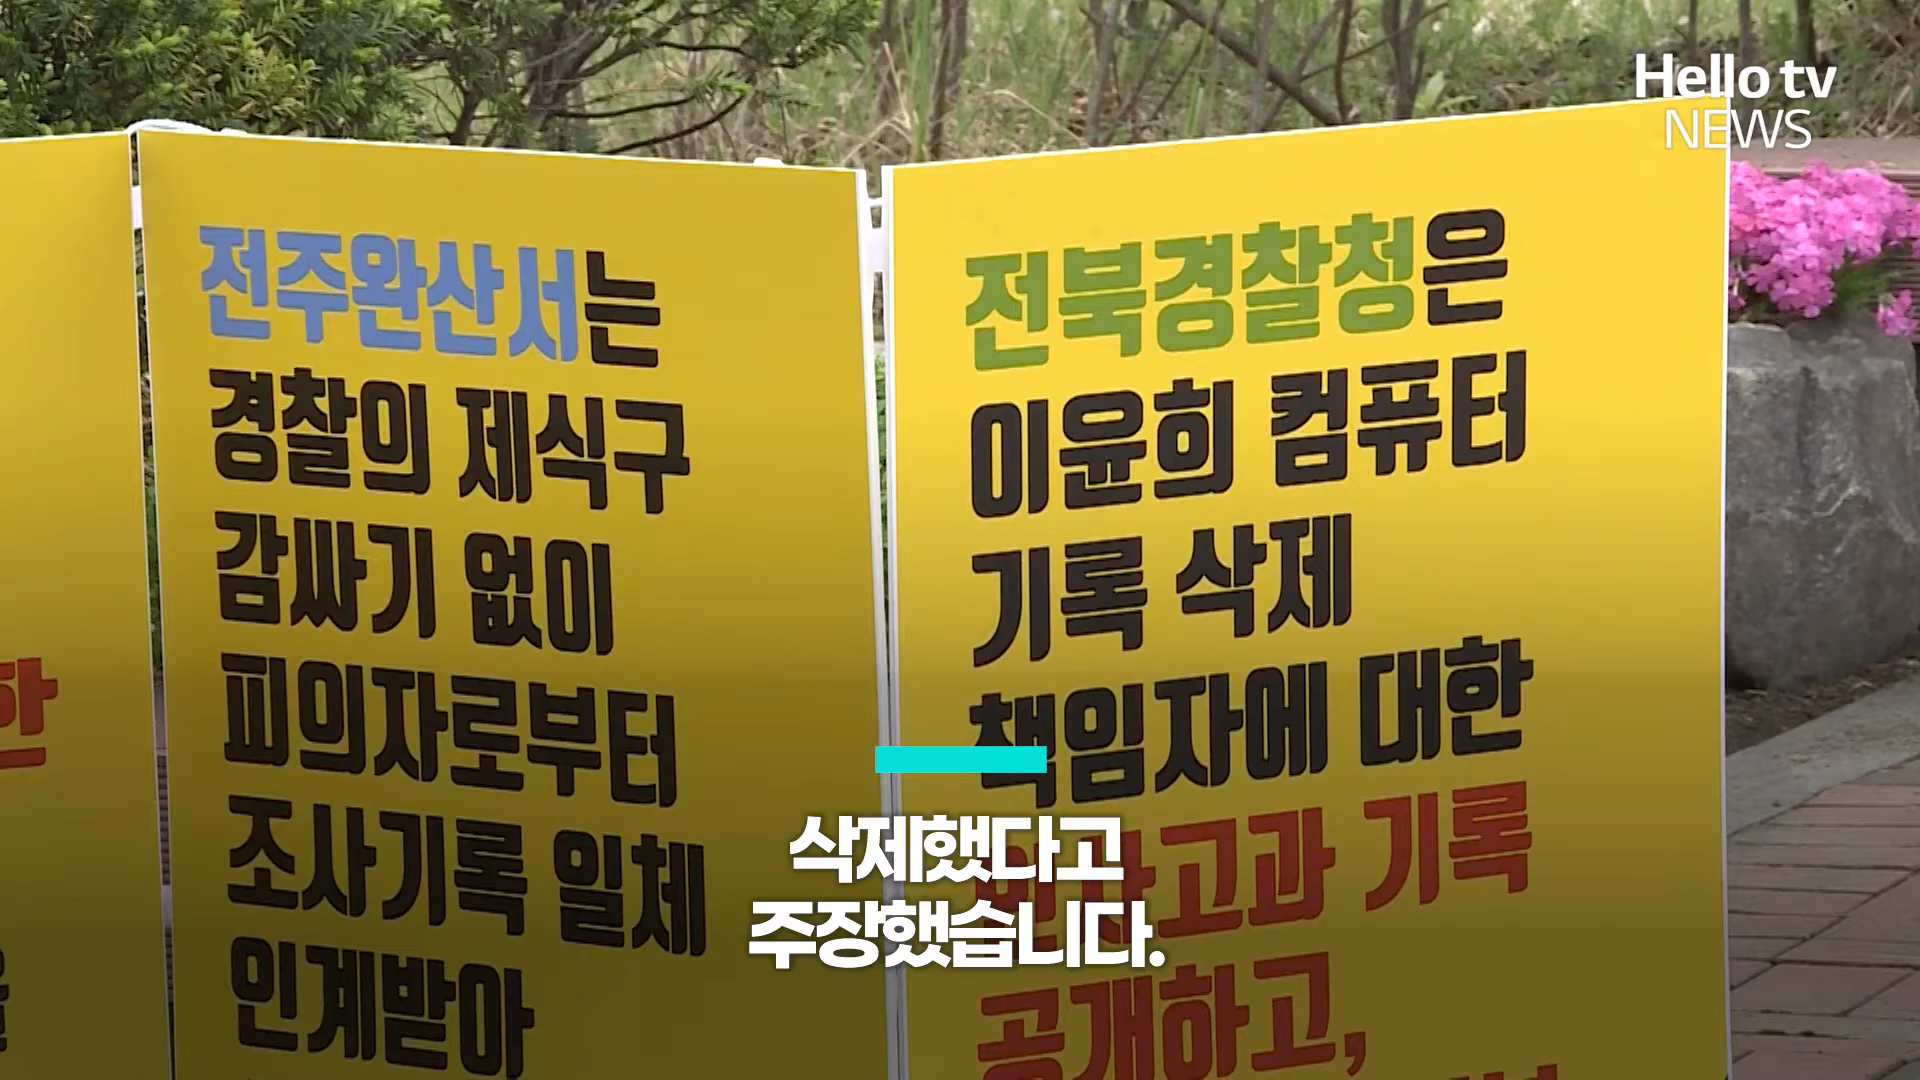 Hello tv
NEWS
한
전주완산서는
경찰의 제식구
감싸기 없이
피의자로부터
조사기록 일체
인계받아
전북경찰청은
이윤희 컴퓨터
기록 삭제
책임자에 대한
인사고과 기록
공개하고,
삭제했다고
주장했습니다.